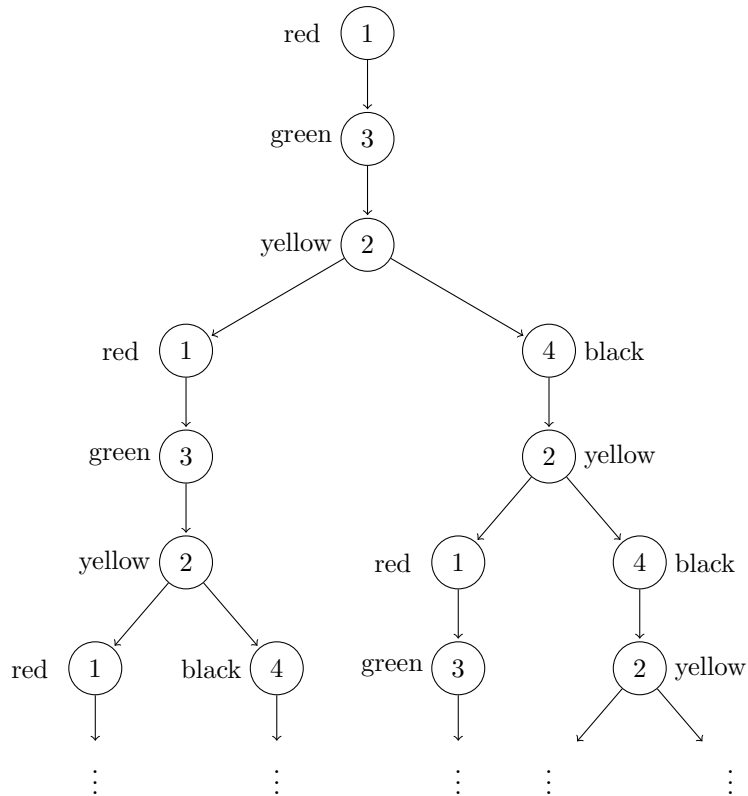 red 1
green 3
yellow 2
red 1 4 black
green 3 2 yellow
yellow 2 red 1 4 black
red 1 black 4 green 3 2 yellow